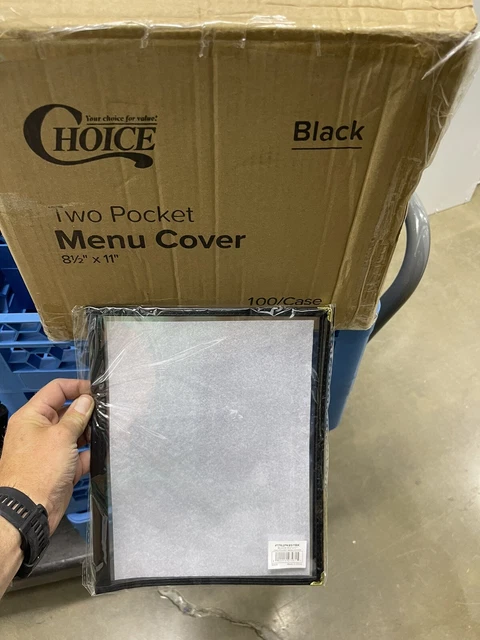 Your choice for value!
CHOICE
Black
Two Pocket
Menu Cover
8½" x 11"
100/Case